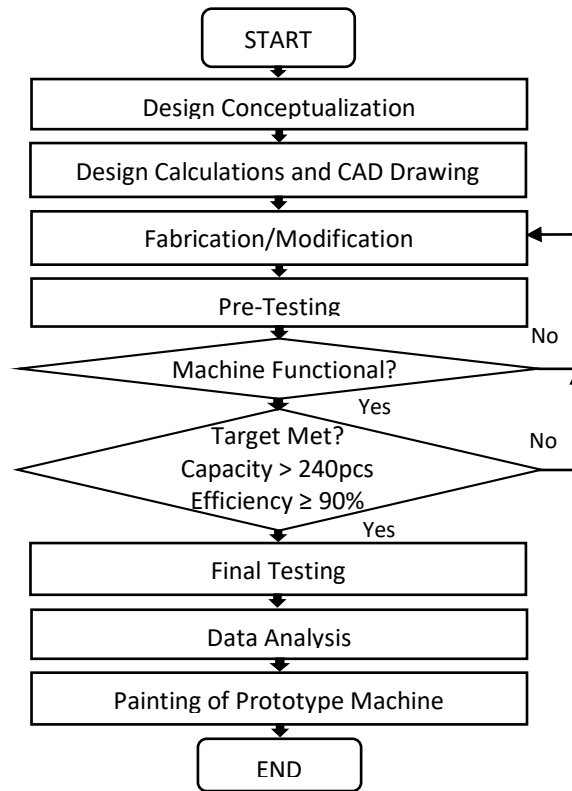 START
Design Conceptualization
Design Calculations and CAD Drawing
Fabrication/Modification
Pre-Testing
No
Machine Functional?
Yes
Target Met?
No
Capacity > 240pcs
Efficiency ≥ 90%
Yes
Final Testing
Data Analysis
Painting of Prototype Machine
END